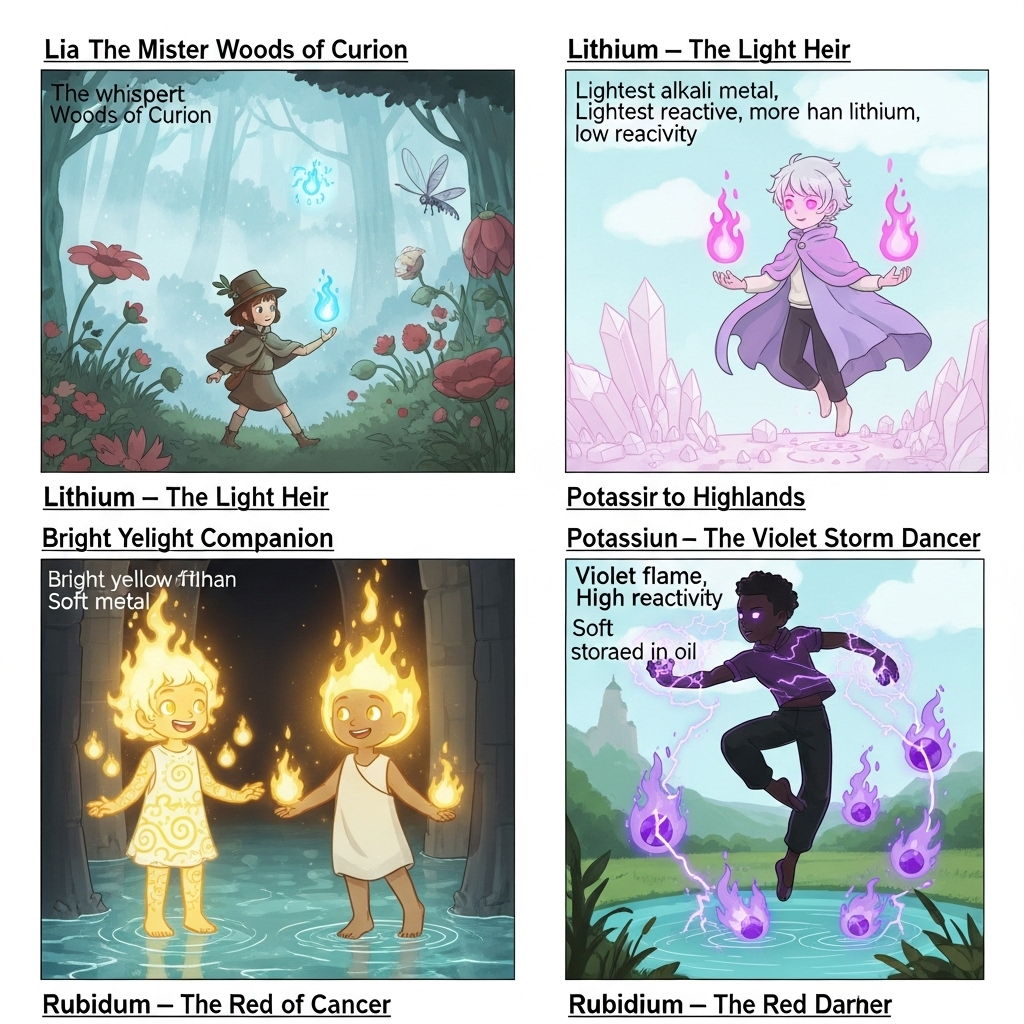 Lia The Mister Woods of Curion
The whispert
Woods of Curion
Lithium – The Light Heir
Lightest alkali metal,
Lightest reactive, more han lithium,
low reacivity
Lithium – The Light Heir
Potassir to Highlands
Bright Yelight Companion
Bright yellow
Soft metal
Potassiun – The Violet Storm Dancer
Violet flame,
High reactivity
Soft
storaed in oil
Rubidum – The Red of Cancer
Rubidium – The Red Darner